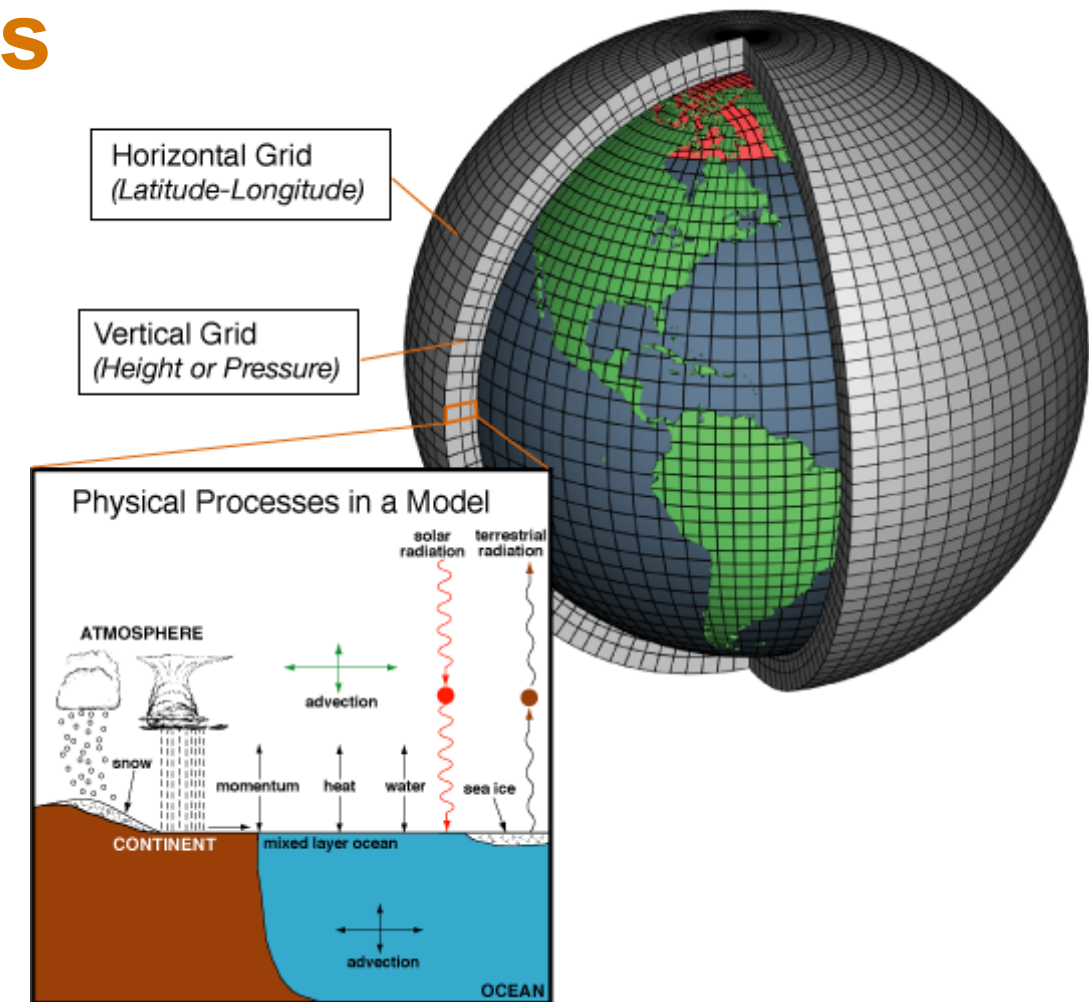 s
Horizontal Grid
(Latitude-Longitude)
Vertical Grid
(Height or Pressure)
Physical Processes in a Model
solar
radiation
terrestrial
radiation
ATMOSPHERE
advection
snow
momentum
heat
water
sea ice
CONTINENT
mixed layer ocean
advection
OCEAN